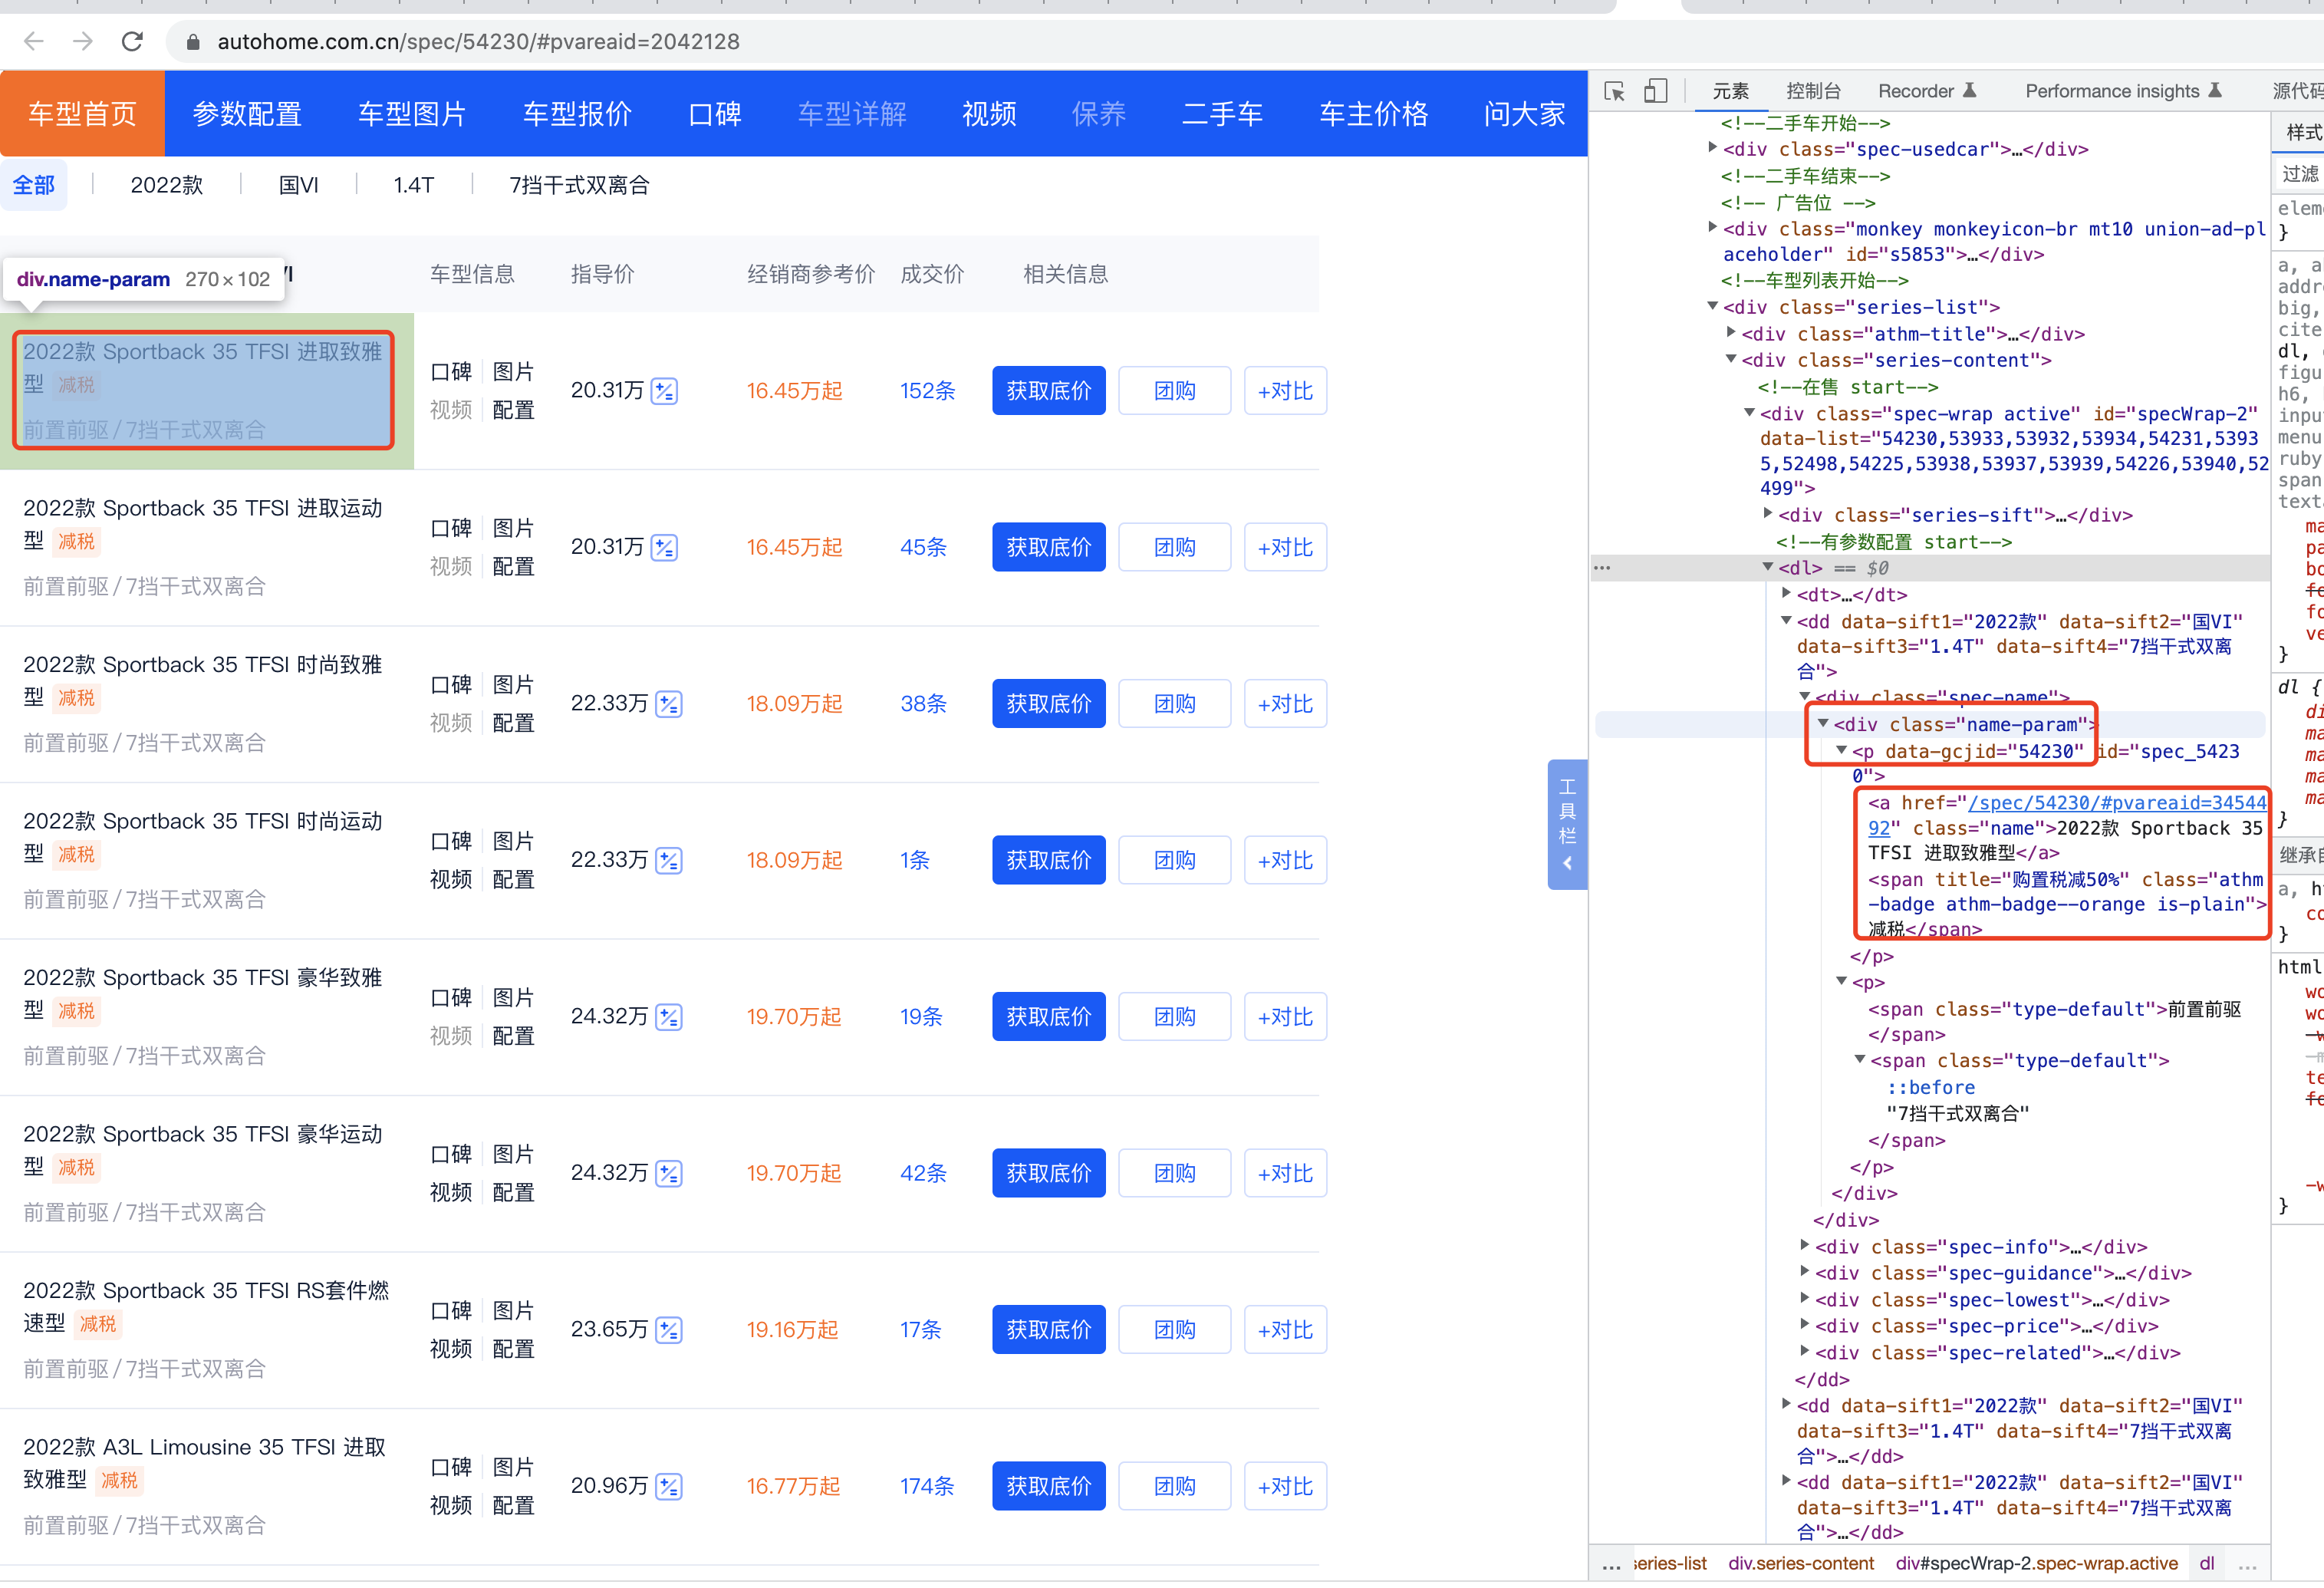 autohome.com.cn/spec/54230/#pvareaid=2042128
车型首页 参数配置 车型图片 车型报价 口碑 车型详解 视频 保养 二手车 车主价格 问大家
全部 2022款 国VI 1.4T 7挡干式双离合
div.name-param 270×102
车型信息 指导价 经销商参考价 成交价 相关信息
2022款 Sportback 35 TFSI 进取致雅
型 减税
前置前驱/7挡干式双离合
口碑 图片
视频 配置
20.31万 16.45万起 152条 获取底价 团购 +对比
2022款 Sportback 35 TFSI 进取运动
型 减税
前置前驱/7挡干式双离合
口碑 图片
视频 配置
20.31万 16.45万起 45条 获取底价 团购 +对比
2022款 Sportback 35 TFSI 时尚致雅
型 减税
前置前驱/7挡干式双离合
口碑 图片
视频 配置
22.33万 18.09万起 38条 获取底价 团购 +对比
2022款 Sportback 35 TFSI 时尚运动
型 减税
前置前驱/7挡干式双离合
口碑 图片
视频 配置
22.33万 18.09万起 1条 获取底价 团购 +对比
2022款 Sportback 35 TFSI 豪华致雅
型 减税
前置前驱/7挡干式双离合
口碑 图片
视频 配置
24.32万 19.70万起 19条 获取底价 团购 +对比
2022款 Sportback 35 TFSI 豪华运动
型 减税
前置前驱/7挡干式双离合
口碑 图片
视频 配置
24.32万 19.70万起 42条 获取底价 团购 +对比
2022款 Sportback 35 TFSI RS套件燃
速型 减税
前置前驱/7挡干式双离合
口碑 图片
视频 配置
23.65万 19.16万起 17条 获取底价 团购 +对比
2022款 A3L Limousine 35 TFSI 进取
致雅型 减税
前置前驱/7挡干式双离合
口碑 图片
视频 配置
20.96万 16.77万起 174条 获取底价 团购 +对比
工
具
栏
元素 控制台 Recorder Performance insights 源代码
<!--二手车开始-->
<div class="spec-usedcar">…</div>
<!--二手车结束-->
<!-- 广告位 -->
<div class="monkey monkeyicon-br mt10 union-ad-pl
aceholder" id="s5853">…</div>
<!--车型列表开始-->
<div class="series-list">
<div class="athm-title">…</div>
<div class="series-content">
<!--在售 start-->
<div class="spec-wrap active" id="specWrap-2"
data-list="54230,53933,53932,53934,54231,5393
5,52498,54225,53938,53937,53939,54226,53940,52
499">
<div class="series-sift">…</div>
<!--有参数配置 start-->
<dl> == $0
<dt>…</dt>
<dd data-sift1="2022款" data-sift2="国VI"
data-sift3="1.4T" data-sift4="7挡干式双离
合">
<div class="spec-name">
<div class="name-param">
<p data-gcjid="54230" id="spec_5423
0">
<a href="/spec/54230/#pvareaid=34544
92" class="name">2022款 Sportback 35
TFSI 进取致雅型</a>
<span title="购置税减50%" class="athm
-badge athm-badge--orange is-plain">
减税</span>
</p>
<p>
<span class="type-default">前置前驱
</span>
<span class="type-default">
::before
"7挡干式双离合"
</span>
</p>
</div>
</div>
<div class="spec-info">…</div>
<div class="spec-guidance">…</div>
<div class="spec-lowest">…</div>
<div class="spec-price">…</div>
<div class="spec-related">…</div>
</dd>
<dd data-sift1="2022款" data-sift2="国VI"
data-sift3="1.4T" data-sift4="7挡干式双离
合">…</dd>
<dd data-sift1="2022款" data-sift2="国VI"
data-sift3="1.4T" data-sift4="7挡干式双离
合">…</dd>
… series-list div.series-content div#specWrap-2.spec-wrap.active dl …
样式
过滤
}
a,
big,
cite
dl,
h6,
menu
ruby
span
}
dl {
}
a,
}
html
}